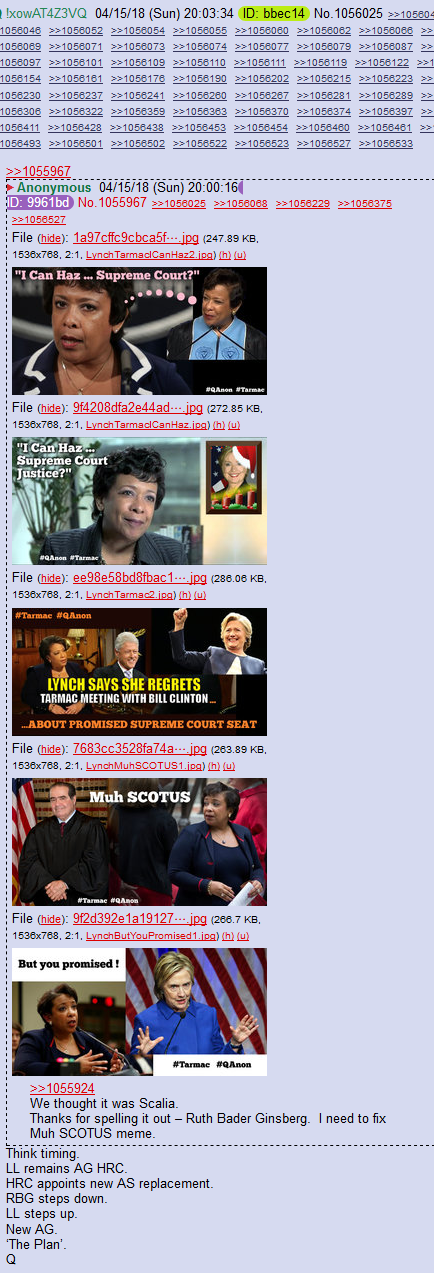 !xowAT4Z3VQ 04/15/18 (Sun) 20:03:34 ID: bbec14 No.1056025
1056046 >>1056052 >>1056054 >>1056055 >>1056060 >>1056062 >>1056066
1056069 >>1056071 >>1056073 >>1056074 >>1056077 >>1056079 >>1056087
1056097 >>1056101 >>1056109 >>1056110 >>1056111 >>1056119 >>1056122
1056154 >>1056161 >>1056176 >>1056190 >>1056202 >>1056215 >>1056223
1056230 >>1056237 >>1056241 >>1056260 >>1056267 >>1056281 >>1056289
1056306 >>1056322 >>1056359 >>1056363 >>1056370 >>1056374 >>1056397
1056411 >>1056428 >>1056438 >>1056453 >>1056454 >>1056460 >>1056461
1056493 >>1056501 >>1056502 >>1056522 >>1056523 >>1056527 >>1056533
>>1055967
Anonymous 04/15/18 (Sun) 20:00:16
ID: 9961bd No.1055967 >>1056025 >>1056068 >>1056229 >>1056375
>>1056527
File (hide): 1a97cffc9cbca5f⋯.jpg (247.89 KB,
1536x768, 2:1, LynchTarmacICanHaz2.jpg) (h) (u)
"I Can Haz ... Supreme Court?"
#QAnon #Tarmac
File (hide): 9f4208dfa2e44ad⋯.jpg (272.85 KB,
1536x768, 2:1, LynchTarmacICanHaz.jpg) (h) (u)
"I Can Haz ...
Supreme Court
Justice?"
#QAnon #Tarmac
File (hide): ee98e58bd8fbac1⋯.jpg (286.06 KB,
1536x768, 2:1, LynchTarmac2.jpg) (h) (u)
#Tarmac #QAnon
LYNCH SAYS SHE REGRETS
TARMAC MEETING WITH BILL CLINTON ...
...ABOUT PROMISED SUPREME COURT SEAT
File (hide): 7683cc3528fa74a⋯.jpg (263.89 KB,
1536x768, 2:1, LynchMuhSCOTUS1.jpg) (h) (u)
Muh SCOTUS
#Tarmac #QAnon
File (hide): 9f2d392e1a19127⋯.jpg (266.7 KB,
1536x768, 2:1, LynchButYouPromised1.jpg) (h) (u)
But you promised !
#Tarmac #QAnon
>>1055924
We thought it was Scalia.
Thanks for spelling it out – Ruth Bader Ginsberg. I need to fix
Muh SCOTUS meme.
Think timing.
LL remains AG HRC.
HRC appoints new AS replacement.
RBG steps down.
LL steps up.
New AG.
‘The Plan’.
Q